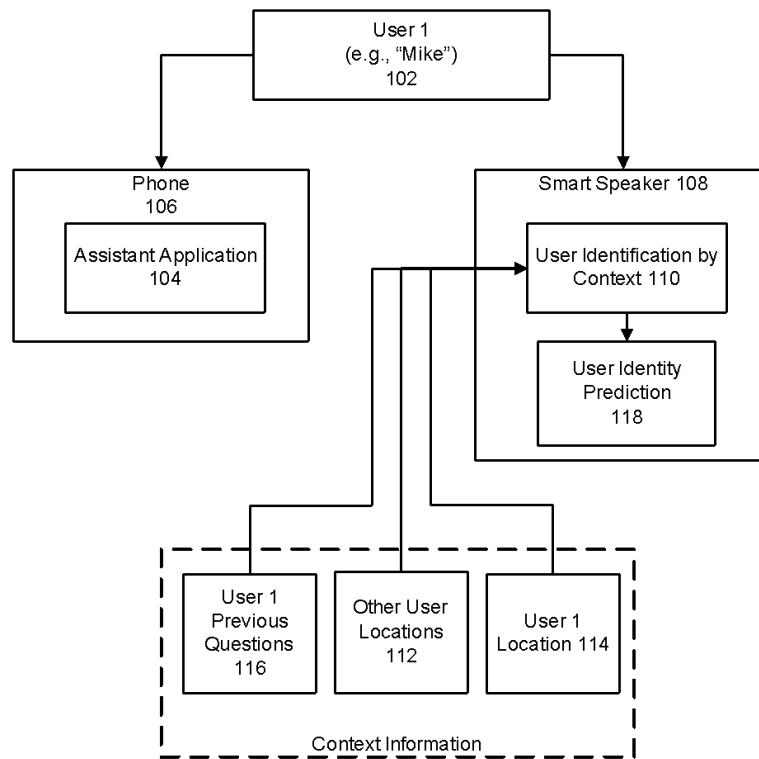 User 1
(e.g., “Mike”)
102
Phone
106
Assistant Application
104
Smart Speaker 108
User Identification by
Context 110
User Identity
Prediction
118
User 1
Previous
Questions
116
Other User
Locations
112
User 1
Location 114
Context Information